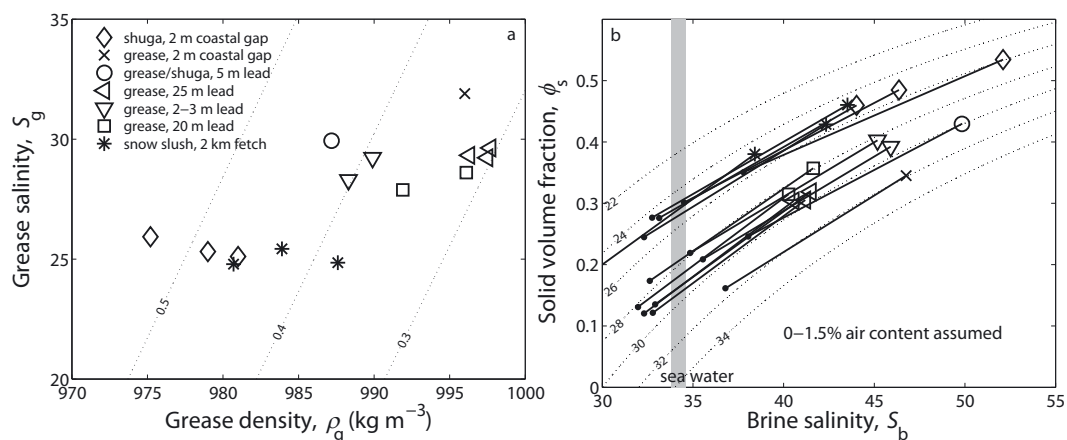 35
30
25
20
970
975
980
985
990
995
1000
Grease salinity, S_g
Grease density, ρ_g (kg m⁻³)
a
shuga, 2 m coastal gap
grease, 2 m coastal gap
grease/shuga, 5 m lead
grease, 25 m lead
grease, 2−3 m lead
grease, 20 m lead
snow slush, 2 km fetch
0.5
0.4
0.3
b
0.5
0.4
0.3
0.2
0.1
0
30
35
40
45
50
55
Solid volume fraction, ϕ_s
Brine salinity, S_b
22
24
26
28
30
32
34
0−1.5% air content assumed
sea water